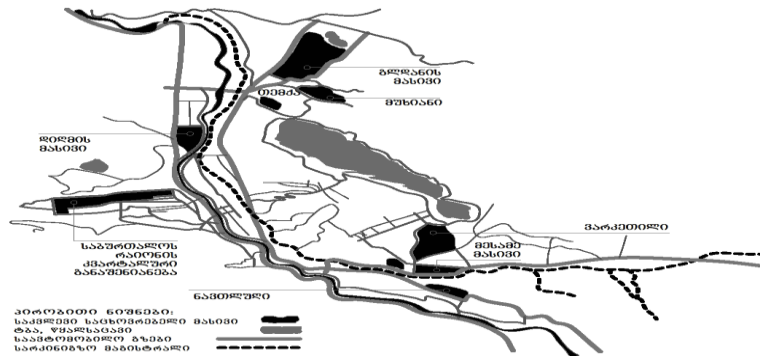 გლდანის
მასივი
თემქა
მუხიანი
დიღმის
მასივი
საბურთალოს
რაიონის
კვარტალური
განაშენიანება
ვარკეთილი
მესამე
მასივი
ნავთლუღი
პირობითი ნიშნები:
საკვლევი საცხოვრებელი მასივი
ტბა, წყალსაცავი
საავტომობილო გზები
სარკინიგზო მაგისტრალი